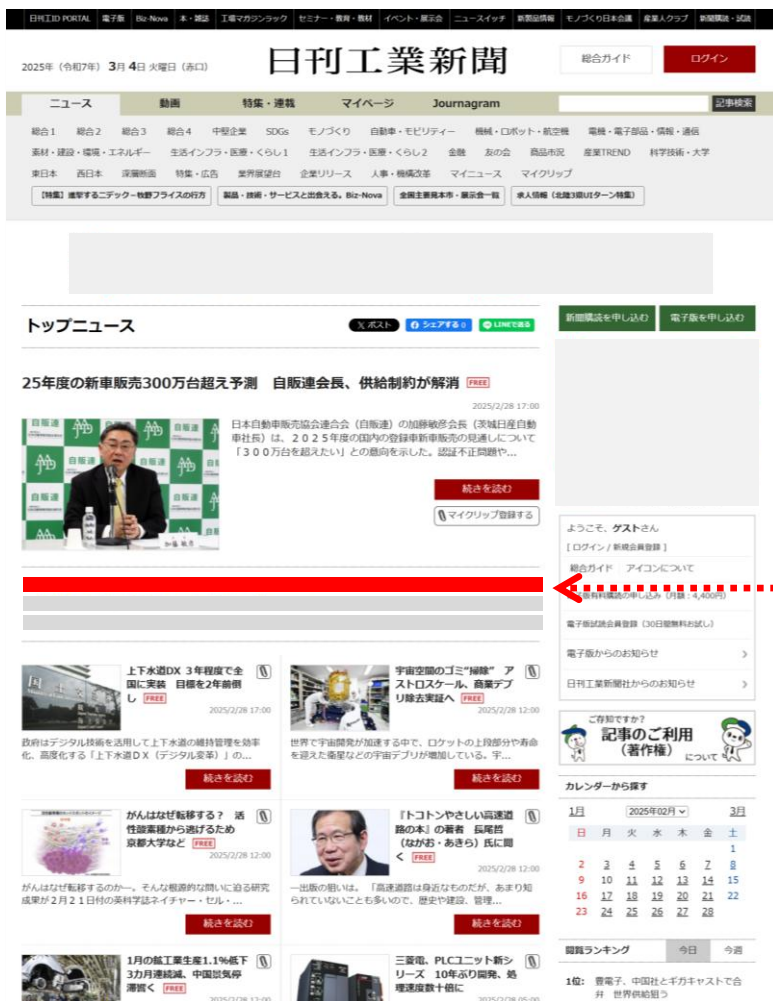 日刊工ID PORTAL 電子版 Biz-Nova 本・雑誌 工場マガジンラック セミナー・教育・教材 イベント・展示会 ニュースイッチ 新製品情報 モノづくり日本会議 産業人クラブ 新聞購読・試読
2025年（令和7年）3月4日 火曜日（赤口）
日刊工業新聞
総合ガイド
ログイン
ニュース 動画 特集・連載 マイページ Journagram
記事検索
総合1 総合2 総合3 総合4 中堅企業 SDGs モノづくり 自動車・モビリティー 機械・ロボット・航空機 電機・電子部品・情報・通信
素材・建設・環境・エネルギー 生活インフラ・医療・くらし1 生活インフラ・医療・くらし2 金融 友の会 商品市況 産業TREND 科学技術・大学
東日本 西日本 深層断面 特集・広告 業界展望台 企業リリース 人事・機構改革 マイニュース マイクリップ
【特集】進撃するニデック－牧野フライスの行方 製品・技術・サービスと出会える。Biz-Nova 全国主要見本市・展示会一覧 求人情報（北陸3県UIターン特集）
トップニュース
ポスト
シェアする 0
LINEで送る
新聞購読を申し込む
電子版を申し込む
25年度の新車販売300万台超え予測 自販連会長、供給制約が解消 FREE
2025/2/28 17:00
日本自動車販売協会連合会（自販連）の加藤敏彦会長（茨城日産自動
車社長）は、２０２５年度の国内の登録車新車販売の見通しについて
「３００万台を超えたい」との意向を示した。認証不正問題や...
続きを読む
マイクリップ登録する
自販連
ようこそ、ゲストさん
[ ログイン / 新規会員登録 ]
総合ガイド アイコンについて
電子版有料購読の申し込み（月額：4,400円）
電子版試読会員登録（30日間無料お試し）
電子版からのお知らせ
日刊工業新聞社からのお知らせ
上下水道DX 3年程度で全
国に実装 目標を2年前倒
し FREE
2025/2/28 17:00
政府はデジタル技術を活用して上下水道の維持管理を効率
化、高度化する「上下水道ＤＸ（デジタル変革）」の...
続きを読む
宇宙空間のゴミ“掃除” ア
ストロスケール、商業デブ
リ除去実証へ FREE
2025/2/28 12:00
世界で宇宙開発が加速する中で、ロケットの上段部分や寿命
を迎えた衛星などの宇宙デブリが増加している。宇...
続きを読む
ご存知ですか？
記事のご利用
（著作権）について
がんはなぜ転移する？ 活
性酸素種から逃げるため
京都大学など FREE
2025/2/28 12:00
がんはなぜ転移するのか―。そんな根源的な問いに迫る研究
成果が２月２１日付の英科学誌ネイチャー・セル・...
続きを読む
『トコトンやさしい高速道
路の本』の著者 長尾哲
（ながお・あきら）氏に聞
く FREE
2025/2/28 12:00
―出版の狙いは。 「高速道路は身近なものだが、あまり知
られていないことも多いので、歴史や建設、管理...
続きを読む
カレンダーから探す
1月 2025年02月 3月
日 月 火 水 木 金 土
1
2 3 4 5 6 7 8
9 10 11 12 13 14 15
16 17 18 19 20 21 22
23 24 25 26 27 28
1月の鉱工業生産1.1%低下
3カ月連続減、中国景気停
滞響く FREE
2025/2/28 12:00
三菱電、PLCユニット新シ
リーズ 10年ぶり開発、処
理速度数十倍に
2025/2/28 05:00
閲覧ランキング 今日 今週
1位: 豊電子、中国社とギガキャストで合
弁 世界供給狙う